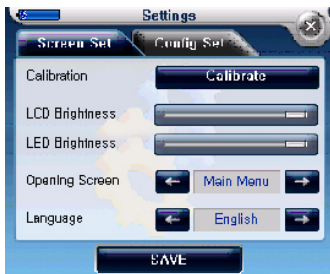 Settings
Screen Set Config Set
Calibration Calibrate
LCD Brightness
LED Brightness
Opening Screen Main Menu
Language English
SAVE